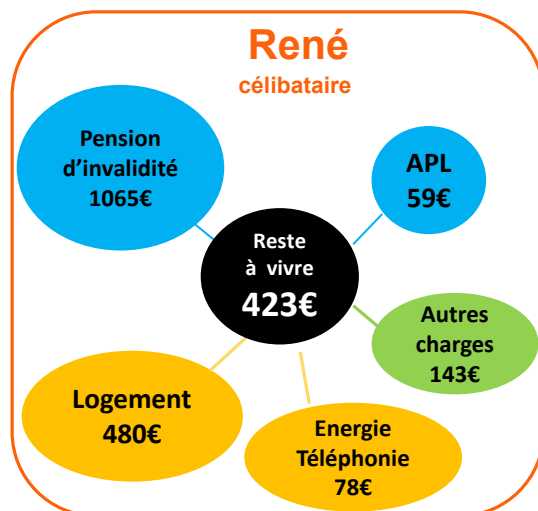 René
célibataire
Pension
d’invalidité
1065€
APL
59€
Reste
à vivre
423€
Autres
charges
143€
Logement
480€
Energie
Téléphonie
78€